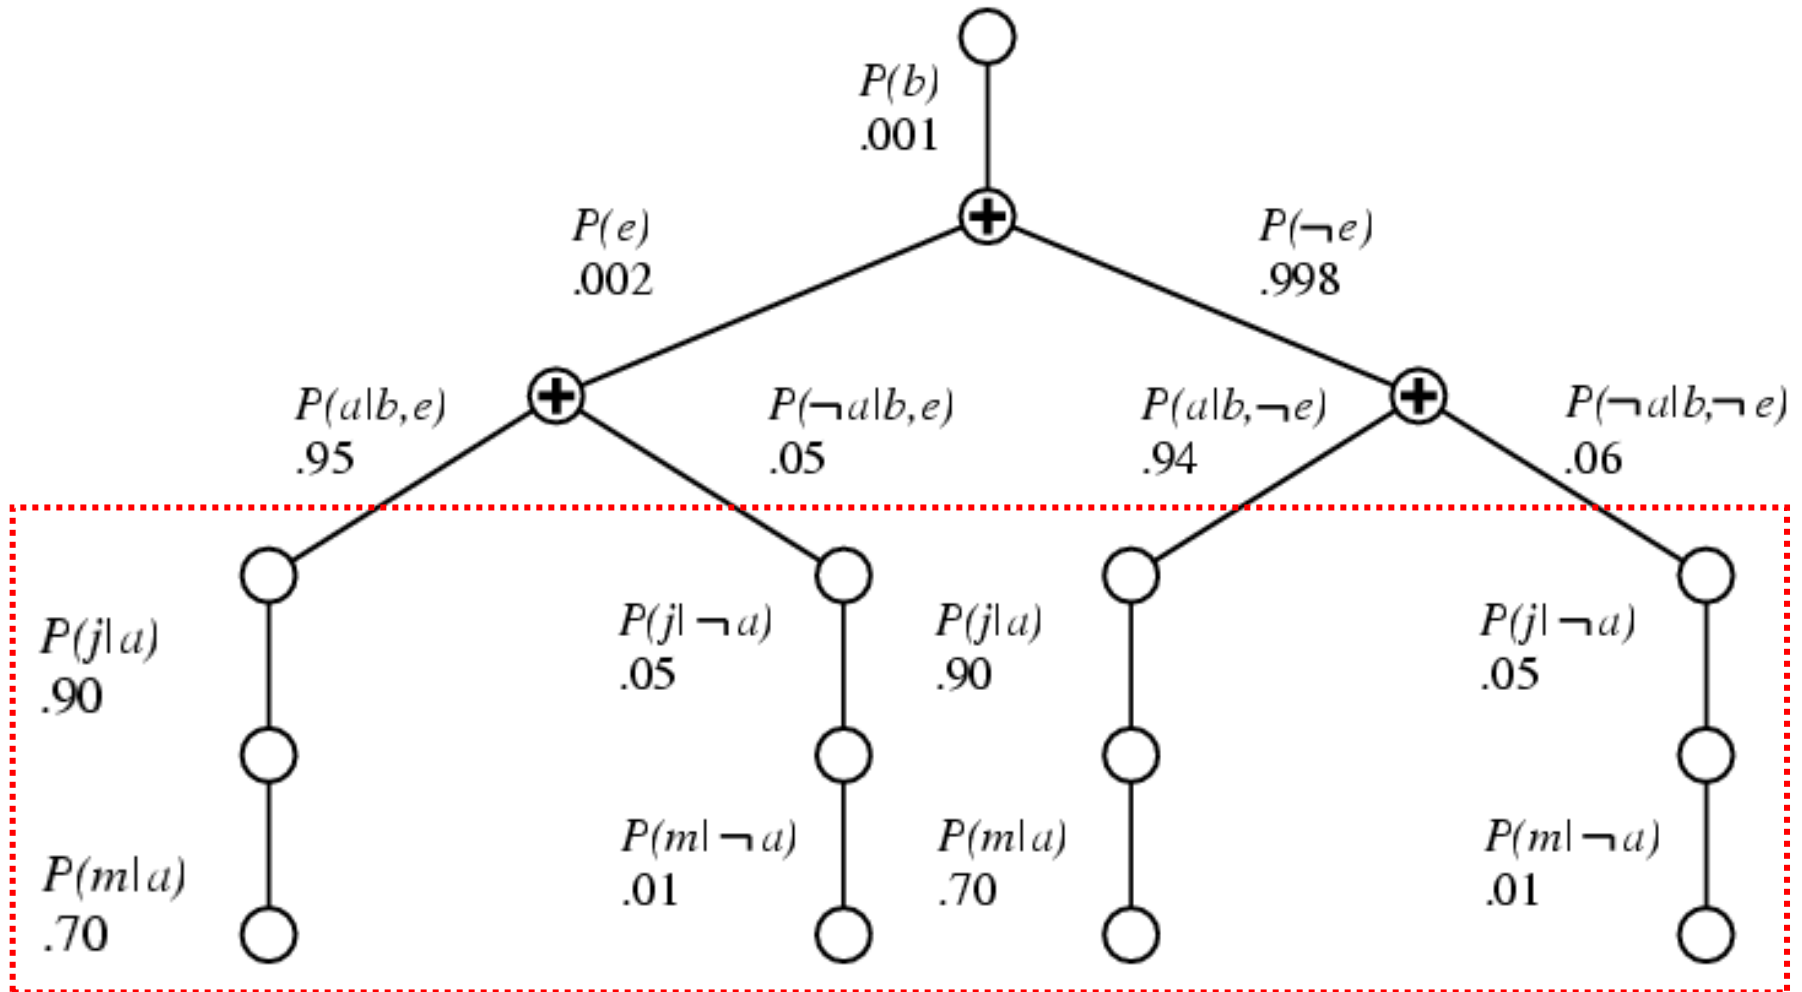 P(b)
.001
P(e)
.002
P(¬e)
.998
P(a|b,e)
.95
P(¬a|b,e)
.05
P(a|b,¬e)
.94
P(¬a|b,¬e)
.06
P(j|a)
.90
P(j|¬a)
.05
P(j|a)
.90
P(j|¬a)
.05
P(m|a)
.70
P(m|¬a)
.01
P(m|a)
.70
P(m|¬a)
.01